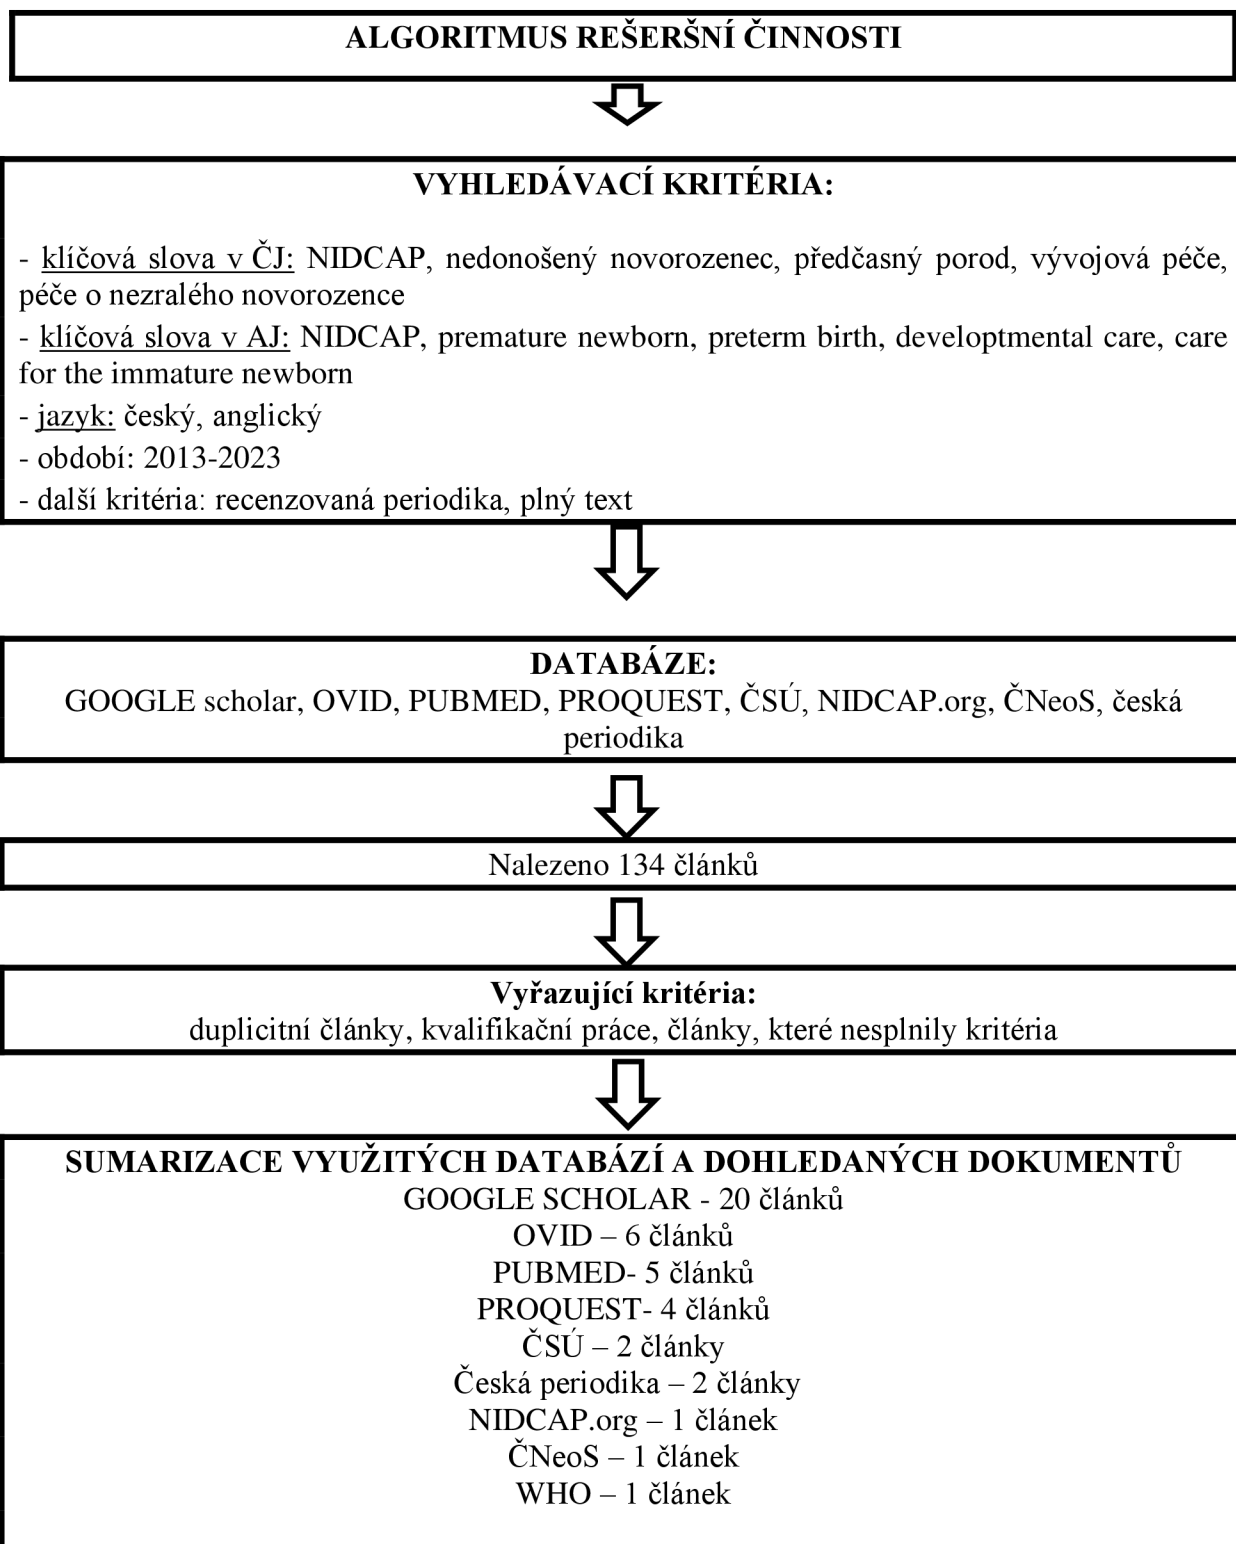 ALGORITMUS REŠERŠNÍ ČINNOSTI
VYHLEDÁVACÍ KRITÉRIA:
- klíčová slova v ČJ: NIDCAP, nedonošený novorozenec, předčasný porod, vývojová péče,
péče o nezralého novorozence
- klíčová slova v AJ: NIDCAP, premature newborn, preterm birth, developtmental care, care
for the immature newborn
- jazyk: český, anglický
- období: 2013-2023
- další kritéria: recenzovaná periodika, plný text
DATABÁZE:
GOOGLE scholar, OVID, PUBMED, PROQUEST, ČSÚ, NIDCAP.org, ČNeoS, česká
periodika
Nalezeno 134 článků
Vyřazující kritéria:
duplicitní články, kvalifikační práce, články, které nesplnily kritéria
SUMARIZACE VYUŽITÝCH DATABÁZÍ A DOHLEDANÝCH DOKUMENTŮ
GOOGLE SCHOLAR - 20 článků
OVID – 6 článků
PUBMED- 5 článků
PROQUEST- 4 článků
ČSÚ – 2 články
Česká periodika – 2 články
NIDCAP.org – 1 článek
ČNeoS – 1 článek
WHO – 1 článek